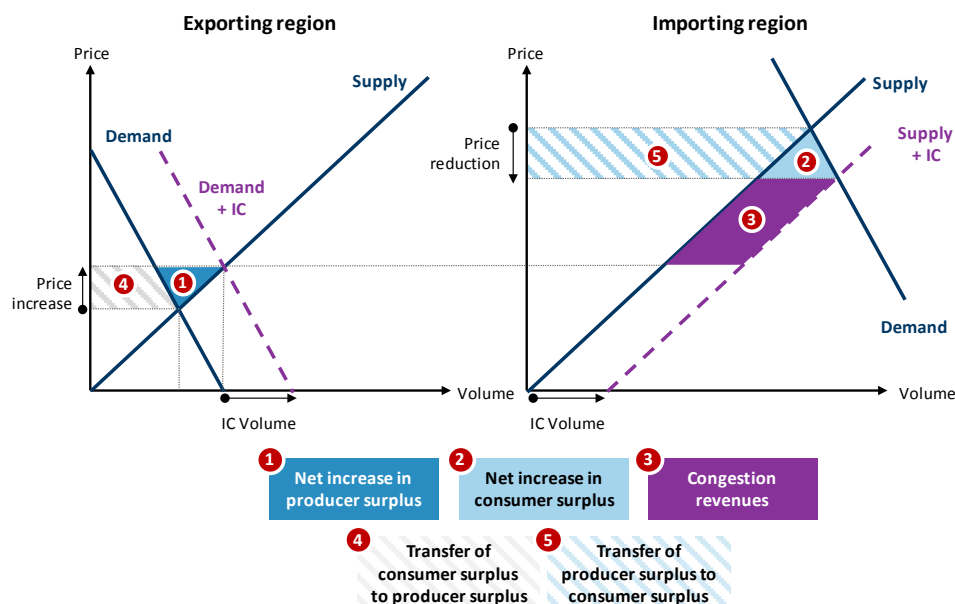 Exporting region
Importing region
Price
Supply
Demand
Demand
+ IC
4
1
Price
increase
Volume
IC Volume
Price
Supply
Supply
+ IC
Price
reduction
5
2
3
Demand
Volume
IC Volume
1
Net increase in
producer surplus
2
Net increase in
consumer surplus
3
Congestion
revenues
4
Transfer of
consumer surplus
to producer surplus
5
Transfer of
producer surplus to
consumer surplus